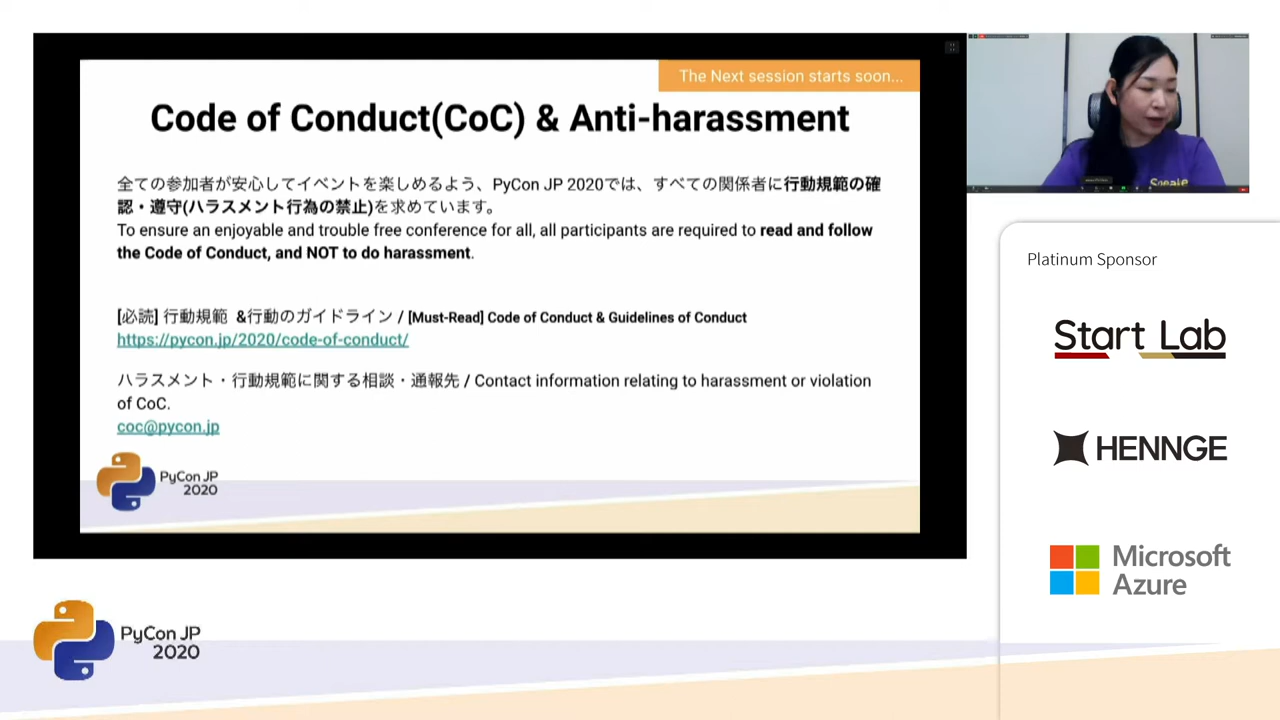 The Next session starts soon...
Code of Conduct(CoC) & Anti-harassment
全ての参加者が安心してイベントを楽しめるよう、PyCon JP 2020では、すべての関係者に行動規範の確
認・遵守(ハラスメント行為の禁止)を求めています。
To ensure an enjoyable and trouble free conference for all, all participants are required to read and follow
the Code of Conduct, and NOT to do harassment.
[必読] 行動規範 &行動のガイドライン / [Must-Read] Code of Conduct & Guidelines of Conduct
https://pycon.jp/2020/code-of-conduct/
ハラスメント・行動規範に関する相談・通報先 / Contact information relating to harassment or violation
of CoC.
coc@pycon.jp
PyCon JP
2020
Platinum Sponsor
Start Lab
HENNGE
Microsoft
Azure
PyCon JP
2020